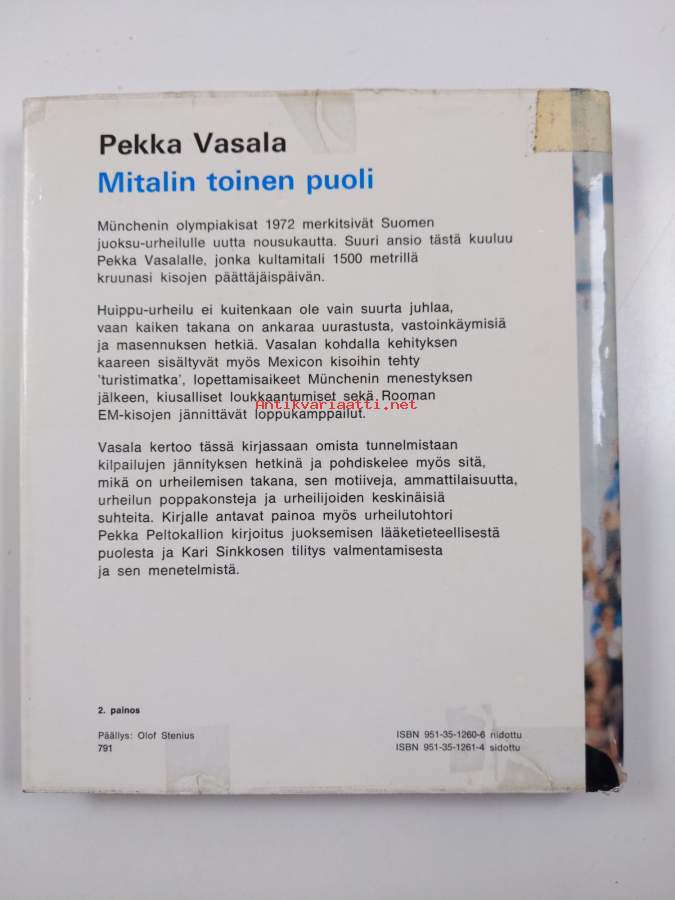 Pekka Vasala
Mitalin toinen puoli
Münchenin olympiakisat 1972 merkitsivät Suomen
juoksu-urheilulle uutta nousukautta. Suuri ansio tästä kuuluu
Pekka Vasalalle, jonka kultamitali 1500 metrillä
kruunasi kisojen päättäjäispäivän.
Huippu-urheilu ei kuitenkaan ole vain suurta juhlaa,
vaan kaiken takana on ankaraa uurastusta, vastoinkäymisiä
ja masennuksen hetkiä. Vasalan kohdalla kehityksen
kaareen sisältyvät myös Mexicon kisoihin tehty
'turistimatka', lopettamisaikeet Münchenin menestyksen
jälkeen, kiusalliset loukkaantumiset sekä Rooman
Antikvariaatti.net
EM-kisojen jännittävät loppukamppailut.
Vasala kertoo tässä kirjassaan omista tunnelmistaan
kilpailujen jännityksen hetkinä ja pohdiskelee myös sitä,
mikä on urheilemisen takana, sen motiiveja, ammattilaisuutta,
urheilun poppakonsteja ja urheilijoiden keskinäisiä
suhteita. Kirjalle antavat painoa myös urheilutohtori
Pekka Peltokallion kirjoitus juoksemisen lääketieteellisestä
puolesta ja Kari Sinkkosen tilitys valmentamisesta
ja sen menetelmistä.
2. painos
Päällys: Olof Stenius
791
ISBN 951-35-1260-6 nidottu
ISBN 951-35-1261-4 sidottu